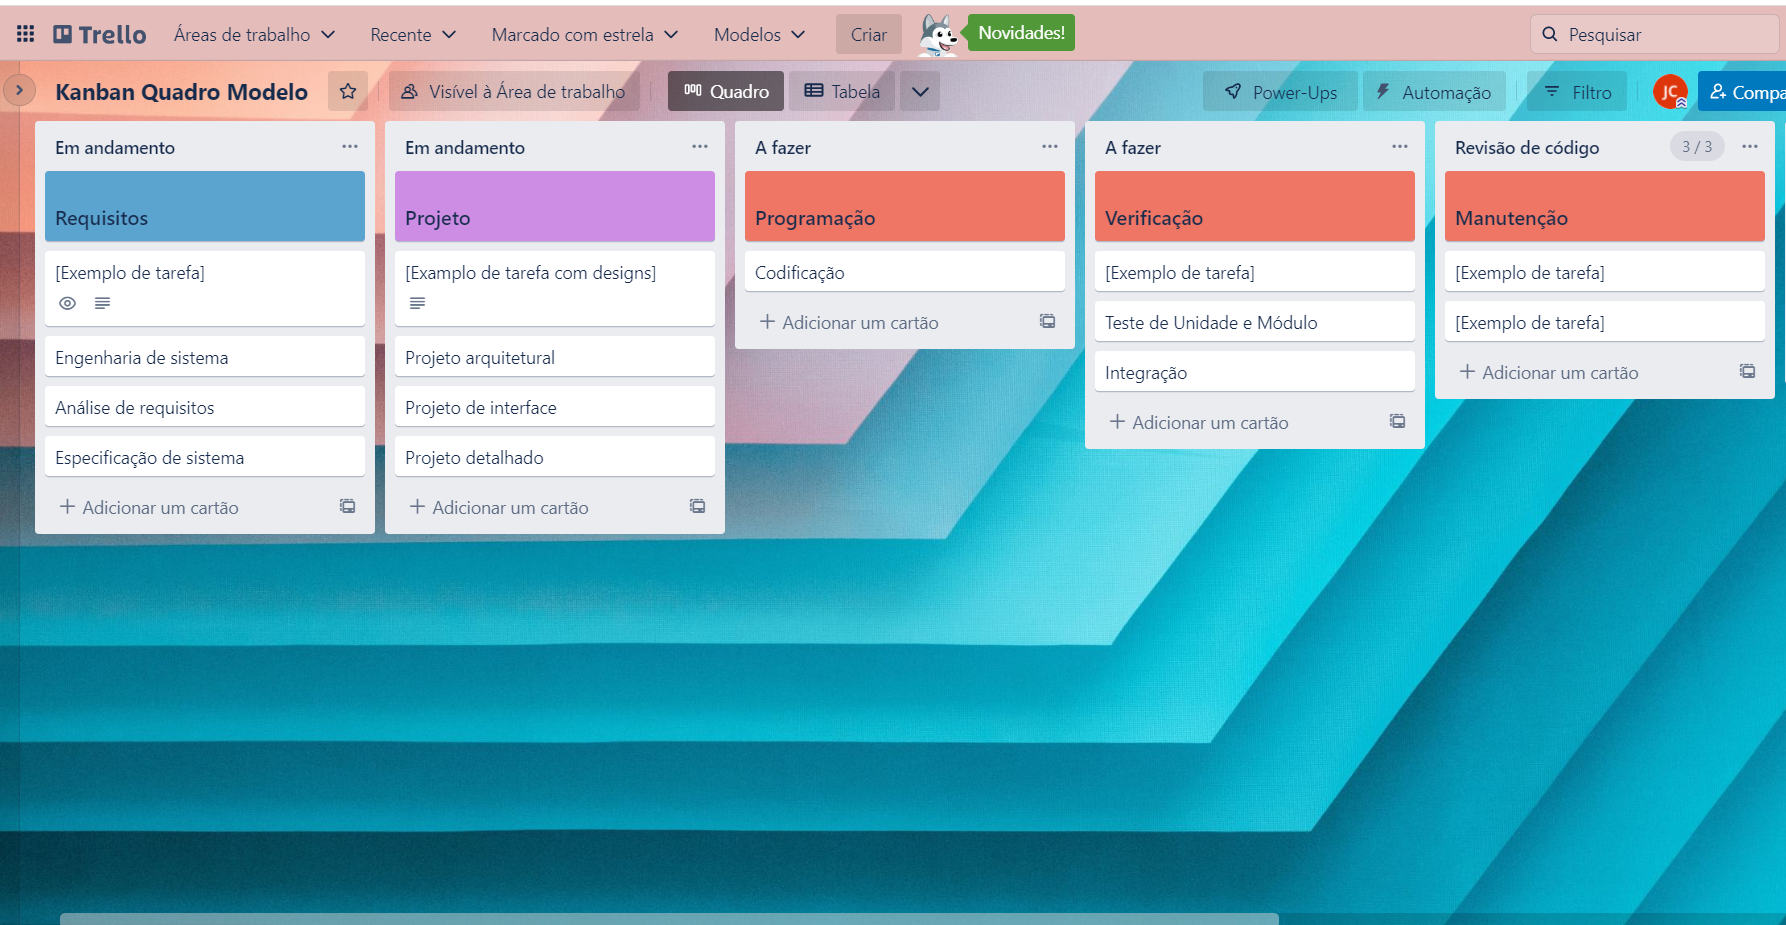 Trello Áreas de trabalho Recente Marcado com estrela Modelos Criar Novidades! Pesquisar
Kanban Quadro Modelo Visível à Área de trabalho Quadro Tabela Power-Ups Automação Filtro JC Compa
Em andamento
Requisitos
[Exemplo de tarefa]
Engenharia de sistema
Análise de requisitos
Especificação de sistema
+ Adicionar um cartão
Em andamento
Projeto
[Examplo de tarefa com designs]
Projeto arquitetural
Projeto de interface
Projeto detalhado
+ Adicionar um cartão
A fazer
Programação
Codificação
+ Adicionar um cartão
A fazer
Verificação
[Exemplo de tarefa]
Teste de Unidade e Módulo
Integração
+ Adicionar um cartão
Revisão de código 3 / 3
Manutenção
[Exemplo de tarefa]
[Exemplo de tarefa]
+ Adicionar um cartão